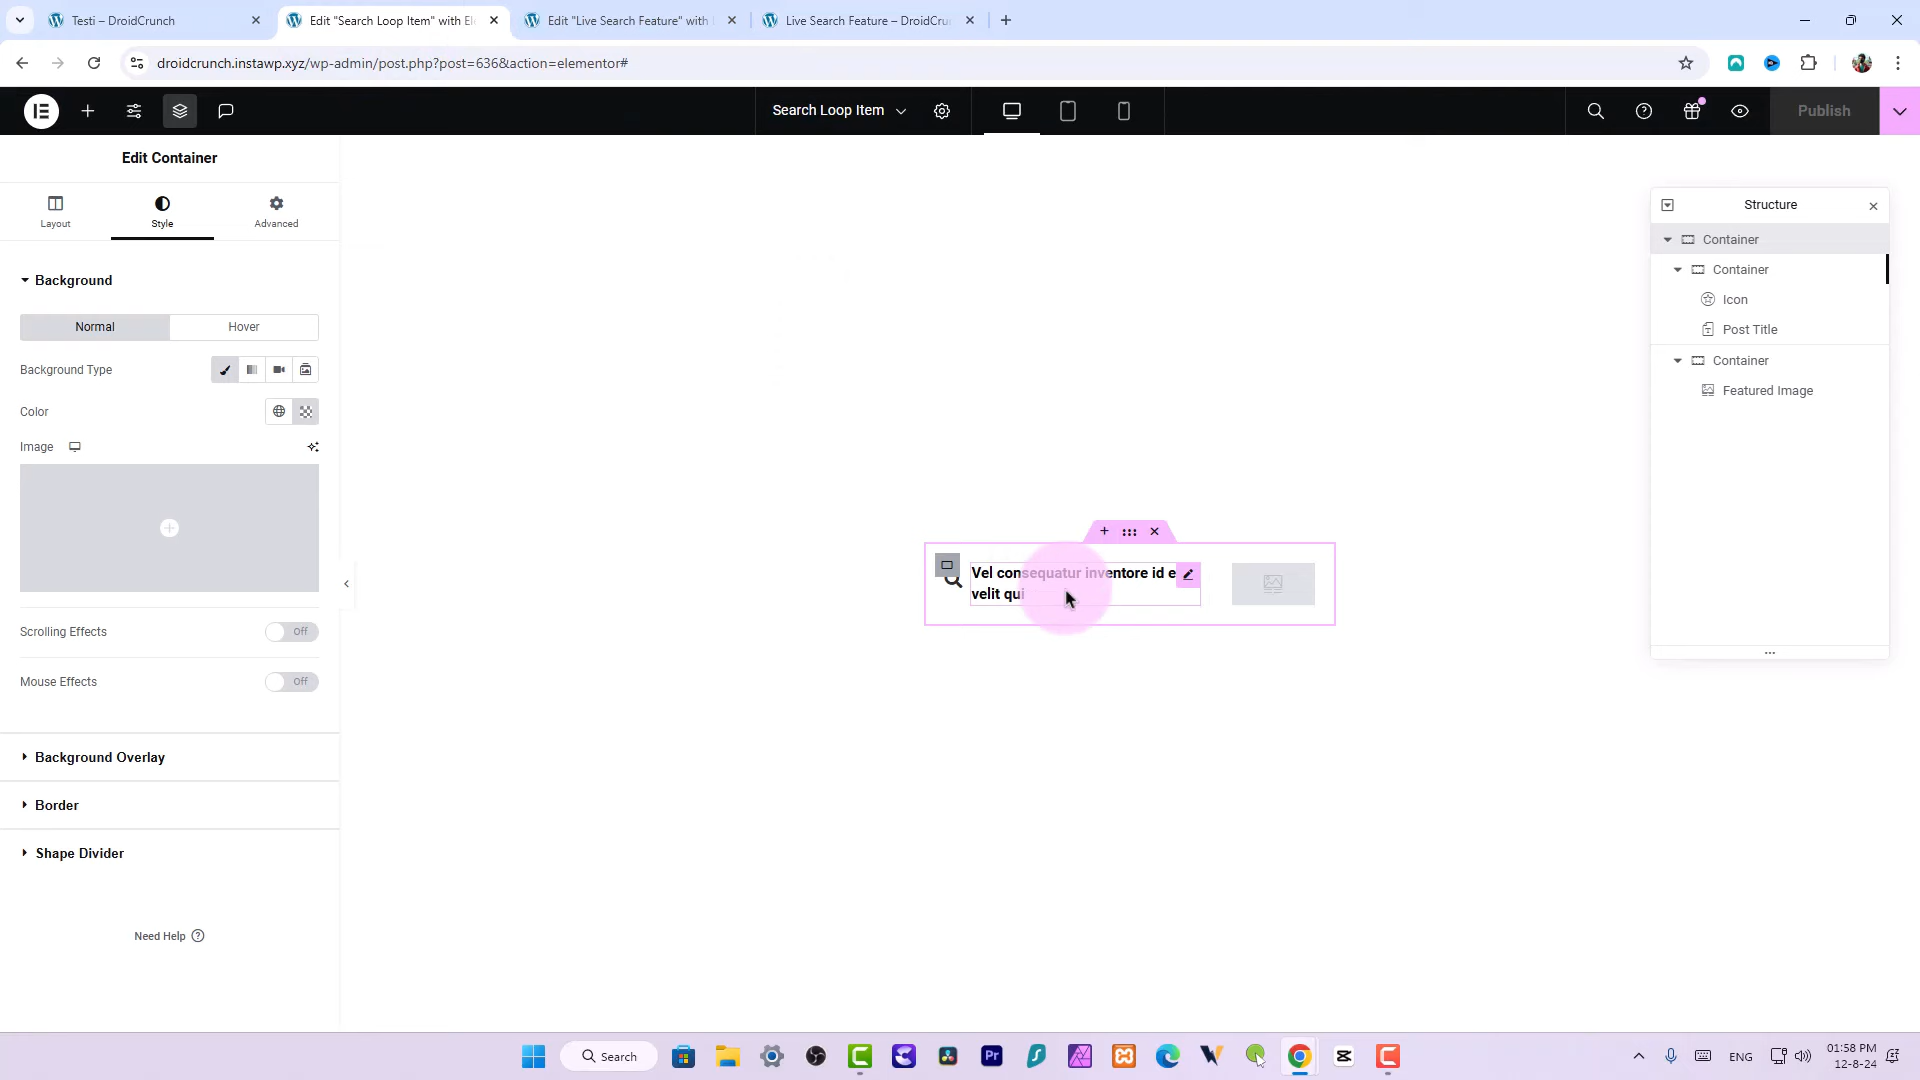 Testi – DroidCrunch
Edit "Search Loop Item" with El
Edit "Live Search Feature" with
Live Search Feature – DroidCru
droidcrunch.instawp.xyz/wp-admin/post.php?post=636&action=elementor#
Search Loop Item
Publish
Edit Container
Layout
Style
Advanced
Background
Normal
Hover
Background Type
Color
Image
Scrolling Effects
Off
Mouse Effects
Off
Background Overlay
Border
Shape Divider
Need Help
Vel consequatur inventore id e
velit qui
Structure
Container
Container
Icon
Post Title
Container
Featured Image
Search
Pr
ENG
01:58 PM
12-8-24